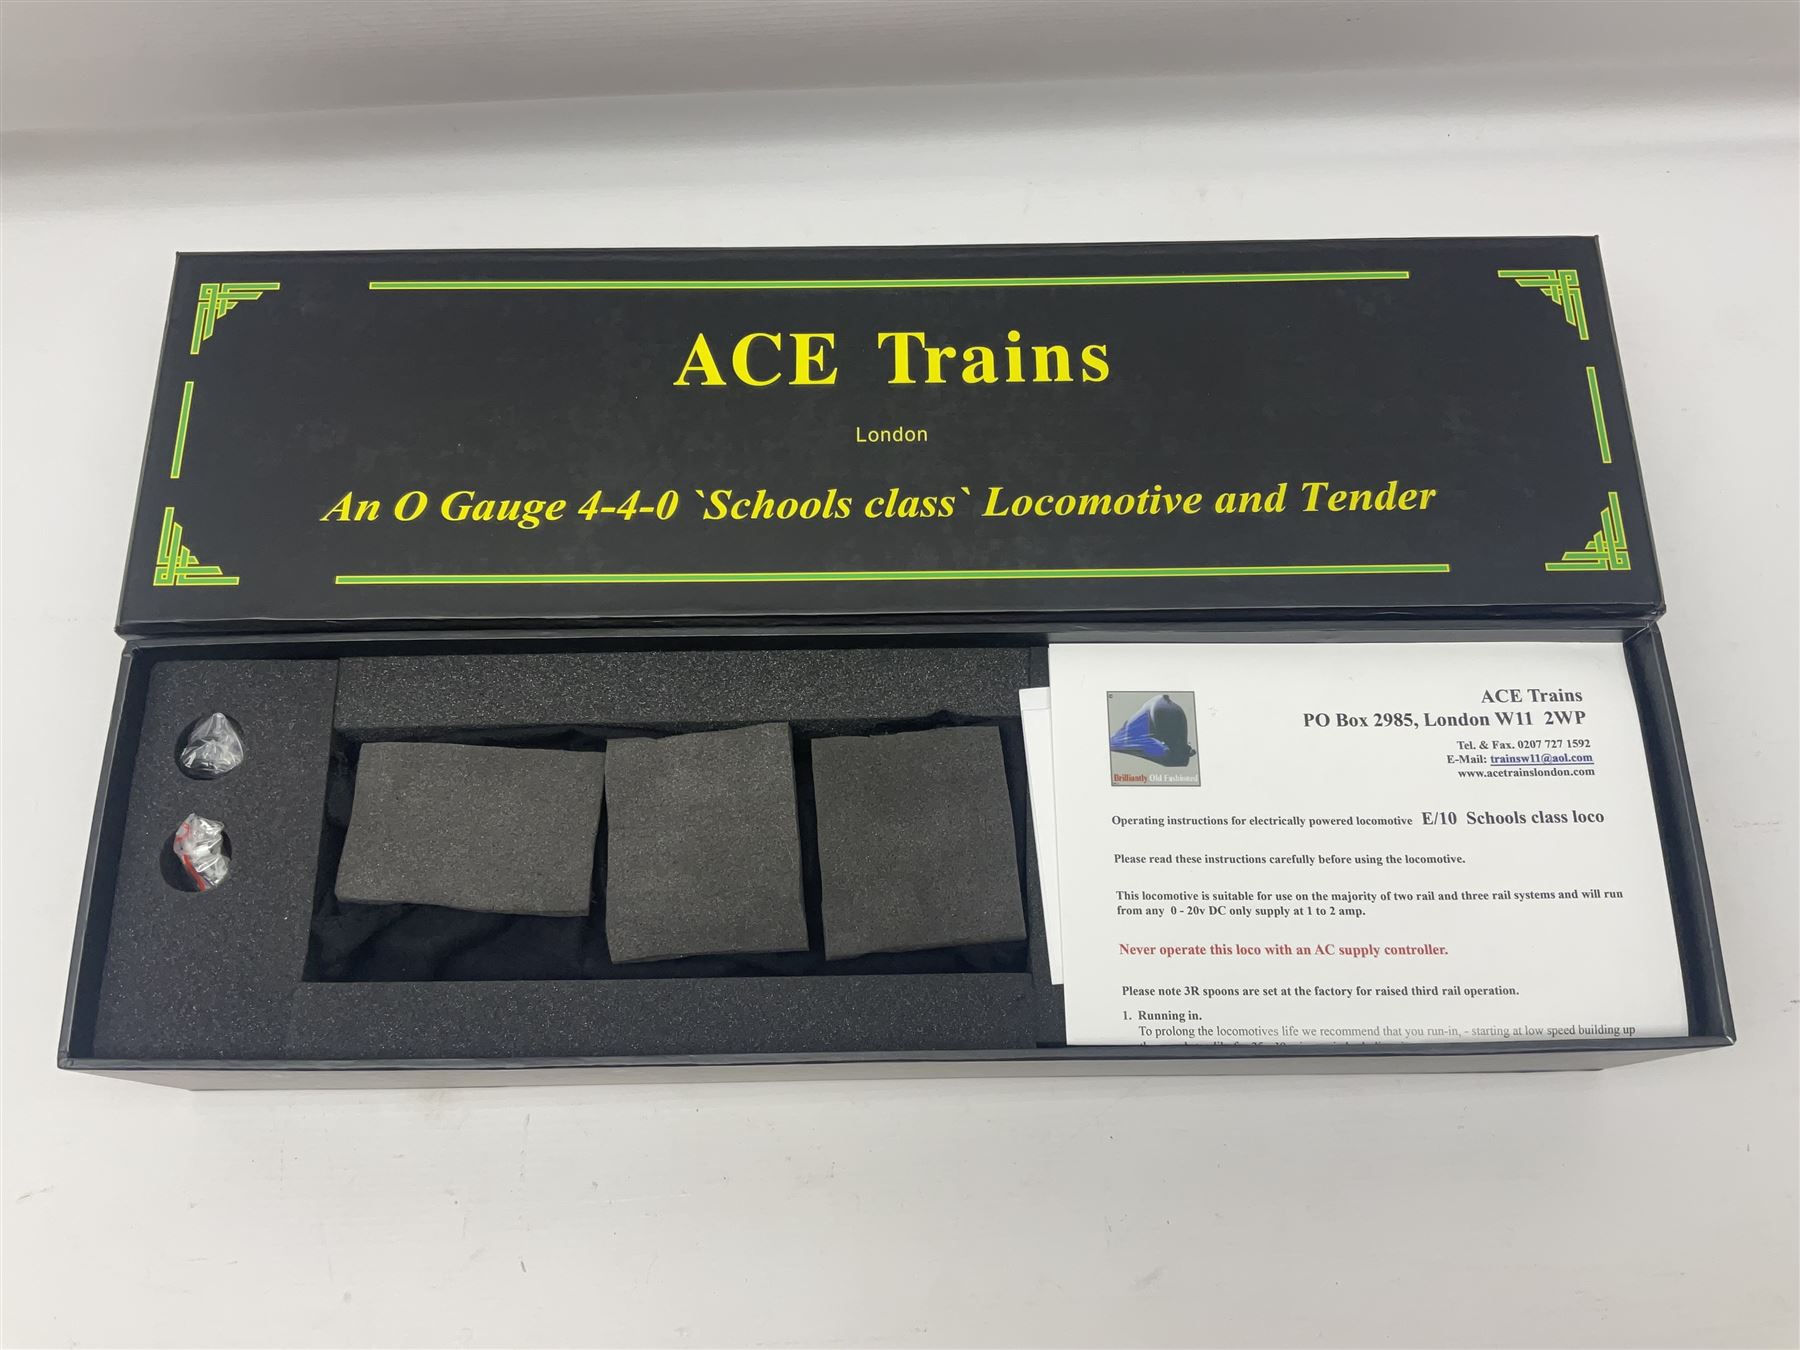 ACE Trains
London
An O Gauge 4-4-0 `Schools class` Locomotive and Tender
ACE Trains
PO Box 2985, London W11 2WP
Tel. & Fax. 0207 727 1592
E-Mail: trainsw11@aol.com
www.acetrainslondon.com
Brilliantly Old Fashioned
Operating instructions for electrically powered locomotive E/10 Schools class loco
Please read these instructions carefully before using the locomotive.
This locomotive is suitable for use on the majority of two rail and three rail systems and will run
from any 0 - 20v DC only supply at 1 to 2 amp.
Never operate this loco with an AC supply controller.
Please note 3R spoons are set at the factory for raised third rail operation.
1. Running in.
To prolong the locomotives life we recommend that you run-in, - starting at low speed building up